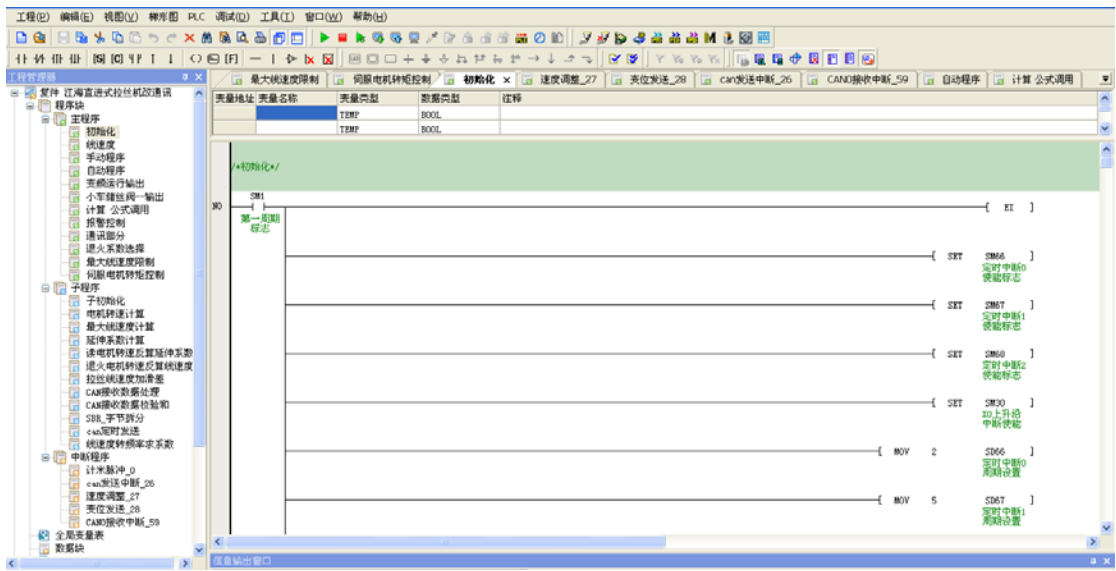 工程(P) 编辑(E) 视图(V) 梯形图 PLC 调试(D) 工具(T) 窗口(W) 帮助(H)
工程管理器
最大线速度限制 伺服电机转矩控制 初始化 速度调整_27 变位发送_28 can发送中断_26 CAN0接收中断_59 自动程序 计算 公式调用
复件 江海直进式拉丝机改通讯
程序块
主程序
初始化
线速度
手动程序
自动程序
变频运行输出
小车储丝阀--输出
计算 公式调用
报警控制
通讯部分
退火系数选择
最大线速度限制
伺服电机转矩控制
子程序
子初始化
电机转速计算
最大线速度计算
延伸系数计算
读电机转速反算延伸系数
退火电机转速反算线速度
拉丝线速度加滑差
CAN接收数据处理
CAN接收数据校验和
SBR_字节拆分
can定时发送
线速度转频率求系数
中断程序
计米脉冲_0
can发送中断_26
速度调整_27
变位发送_28
CAN0接收中断_59
全局变量表
数据块
变量地址 变量名称 变量类型 数据类型 注释
TEMP BOOL
TEMP BOOL
/*初始化*/
N0
SM1
第一周期
标志
[ EI ]
[ SET SM66 ]
定时中断0
使能标志
[ SET SM67 ]
定时中断1
使能标志
[ SET SM68 ]
定时中断2
使能标志
[ SET SM30 ]
X0上升沿
中断使能
[ MOV 2 SD66 ]
定时中断0
周期设置
[ MOV 5 SD67 ]
定时中断1
周期设置
信息输出窗口